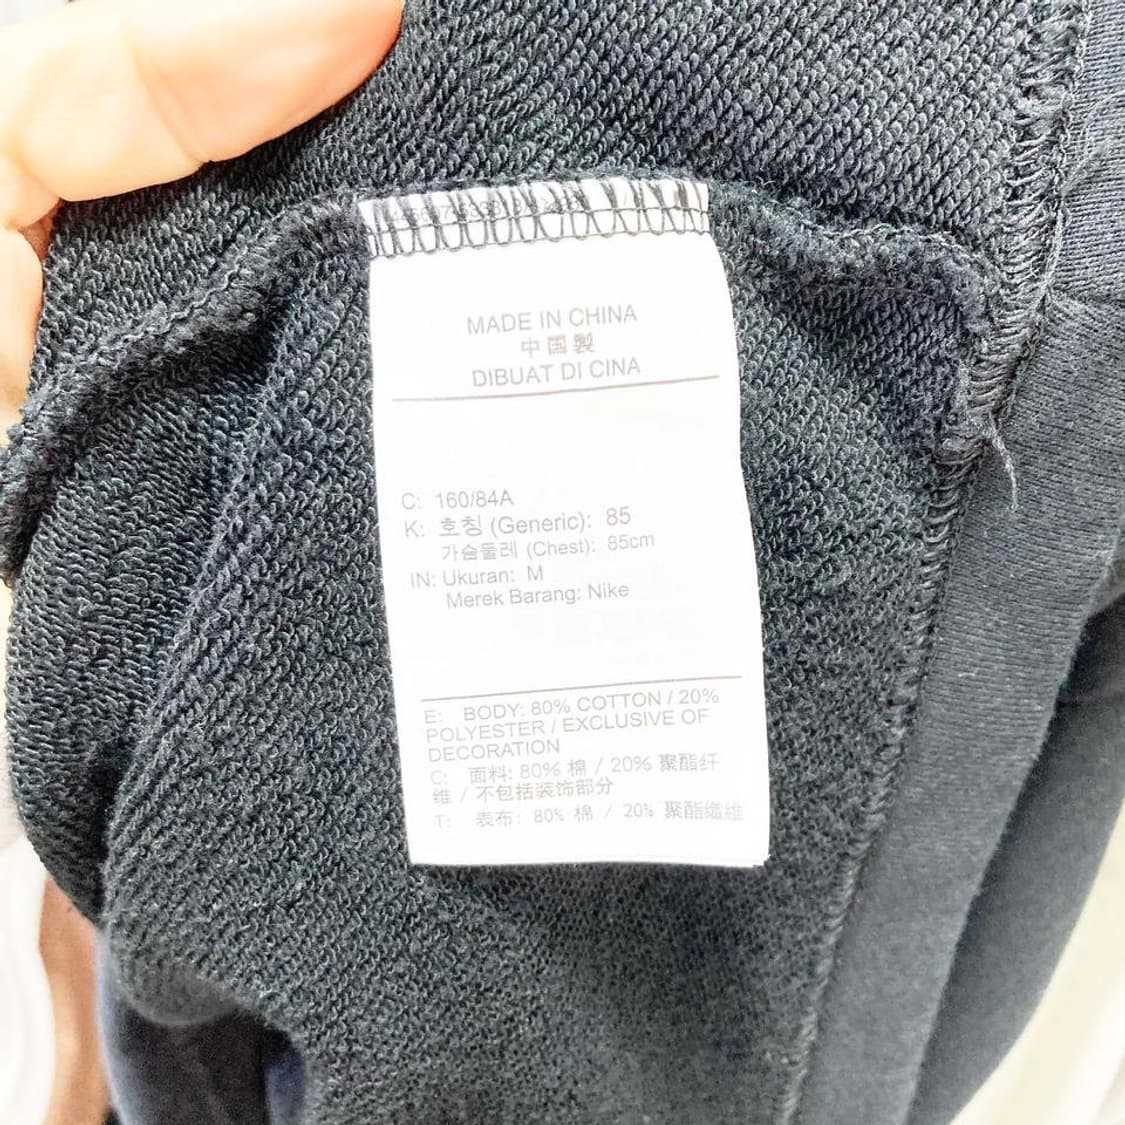 MADE IN CHINA
中国製
DIBUAT DI CINA
C: 160/84A
K: 호칭 (Generic): 85
가슴둘레 (Chest): 85cm
IN: Ukuran: M
Merek Barang: Nike
E: BODY: 80% COTTON / 20%
POLYESTER / EXCLUSIVE OF
DECORATION
C: 面料: 80% 棉 / 20% 聚酯纤
维 / 不包括装饰部分
T: 表布: 80% 棉 / 20% 聚酯纖維